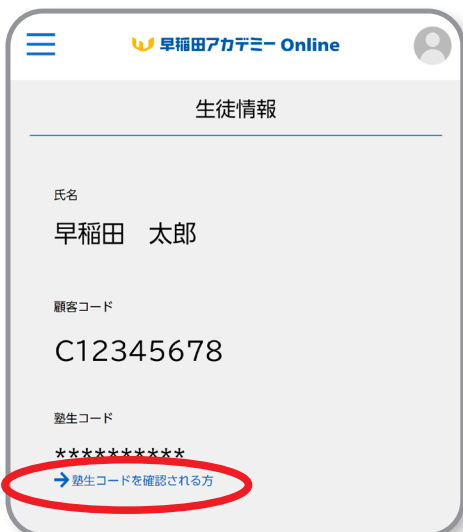 早稲田アカデミー Online
生徒情報
氏名
早稲田　太郎
顧客コード
C12345678
塾生コード
**********
→塾生コードを確認される方